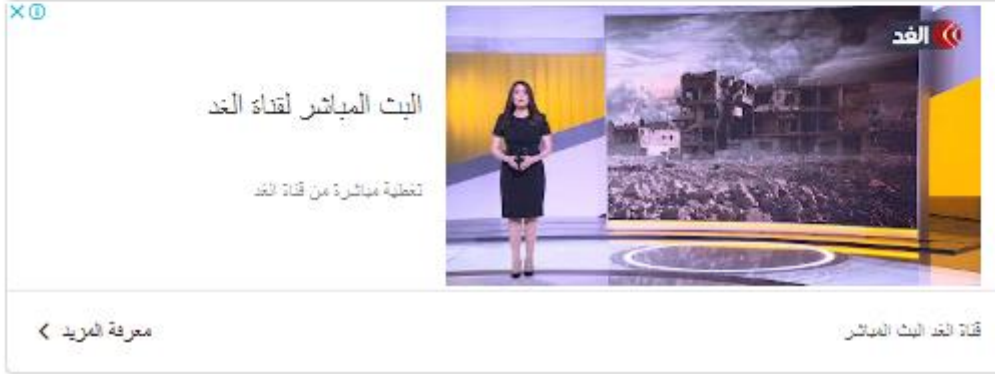 الغد
البث المباشر لقناة الغد
تغطية مباشرة من قناة الغد
قناة الغد البث المباشر
معرفة المزيد